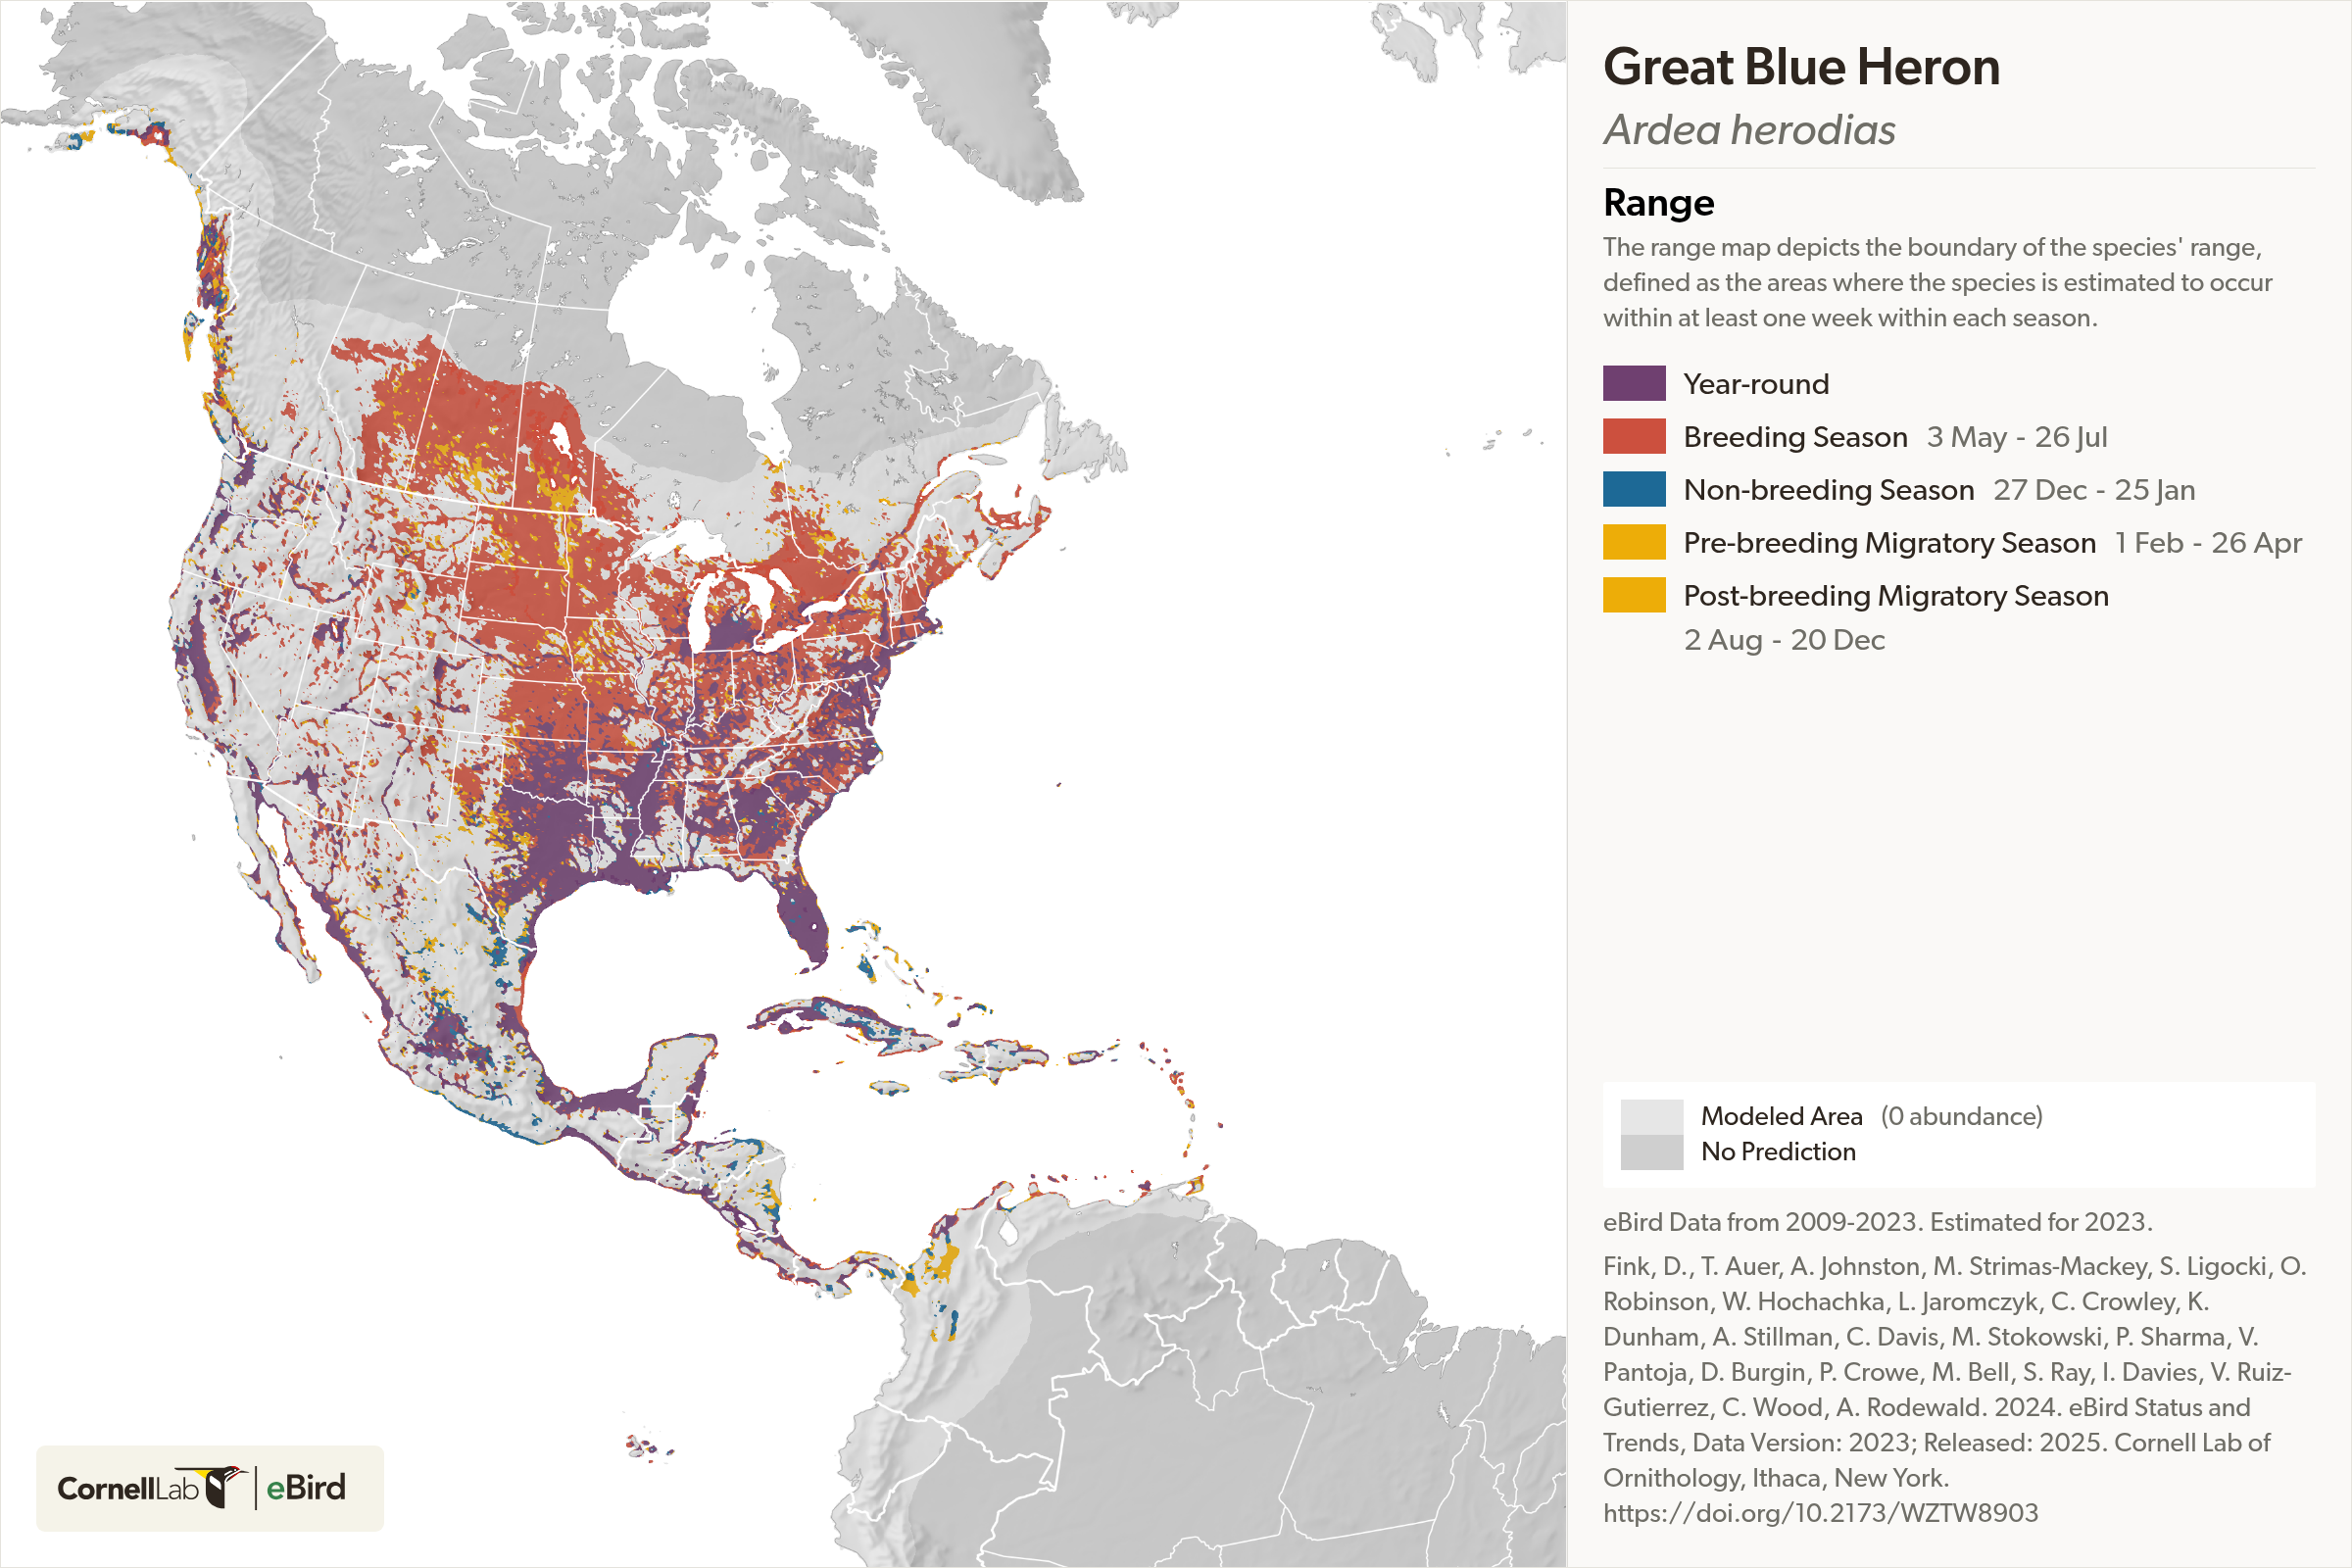 Great Blue Heron
Ardea herodias
Range
The range map depicts the boundary of the species' range,
defined as the areas where the species is estimated to occur
within at least one week within each season.
Year-round
Breeding Season 3 May - 26 Jul
Non-breeding Season 27 Dec - 25 Jan
Pre-breeding Migratory Season 1 Feb - 26 Apr
Post-breeding Migratory Season
2 Aug - 20 Dec
Modeled Area (0 abundance)
No Prediction
eBird Data from 2009-2023. Estimated for 2023.
Fink, D., T. Auer, A. Johnston, M. Strimas-Mackey, S. Ligocki, O.
Robinson, W. Hochachka, L. Jaromczyk, C. Crowley, K.
Dunham, A. Stillman, C. Davis, M. Stokowski, P. Sharma, V.
Pantoja, D. Burgin, P. Crowe, M. Bell, S. Ray, I. Davies, V. Ruiz-
Gutierrez, C. Wood, A. Rodewald. 2024. eBird Status and
Trends, Data Version: 2023; Released: 2025. Cornell Lab of
Ornithology, Ithaca, New York.
https://doi.org/10.2173/WZTW8903
CornellLab eBird